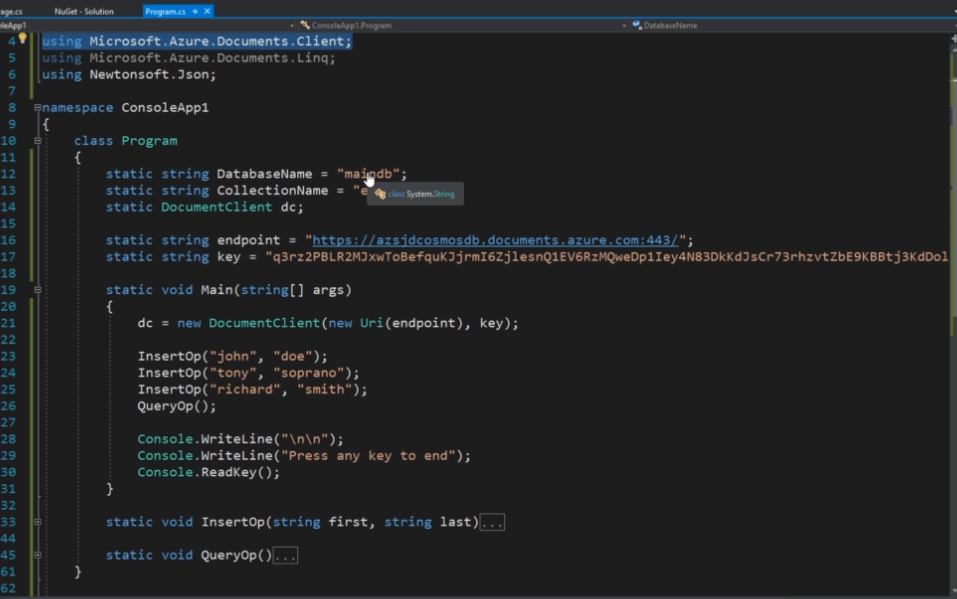 age.cs NuGet - Solution Program.cs
oleApp1 ConsoleApp1.Program DatabaseName
4 using Microsoft.Azure.Documents.Client;
5 using Microsoft.Azure.Documents.Linq;
6 using Newtonsoft.Json;
7
8 namespace ConsoleApp1
9 {
10 class Program
11 {
12 static string DatabaseName = "maindb";
13 static string CollectionName = "e
class System.String
14 static DocumentClient dc;
15
16 static string endpoint = "https://azsjdcosmosdb.documents.azure.com:443/";
17 static string key = "q3rz2PBLR2MJxwToBefquKJjrmI6ZjlesnQ1EV6RzMQweDp1Iey4N83DkKdJsCr73rhzvtZbE9KBBtj3KdDol
18
19 static void Main(string[] args)
20 {
21 dc = new DocumentClient(new Uri(endpoint), key);
22
23 InsertOp("john", "doe");
24 InsertOp("tony", "soprano");
25 InsertOp("richard", "smith");
26 QueryOp();
27
28 Console.WriteLine("\n\n");
29 Console.WriteLine("Press any key to end");
30 Console.ReadKey();
31 }
32
33 static void InsertOp(string first, string last)...
44
45 static void QueryOp()...
61 }
62